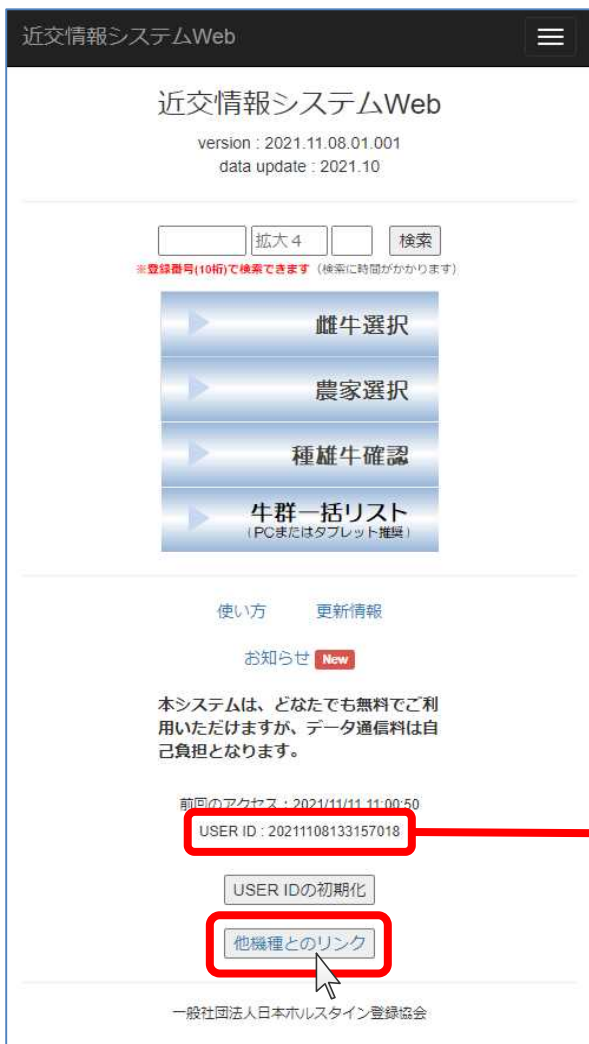 近交情報システムWeb
近交情報システムWeb
version : 2021.11.08.01.001
data update : 2021.10
拡大4 検索
※登録番号(10桁)で検索できます（検索に時間がかかります）
雌牛選択
農家選択
種雄牛確認
牛群一括リスト
（PCまたはタブレット推奨）
使い方 更新情報
お知らせ New
本システムは、どなたでも無料でご利
用いただけますが、データ通信料は自
己負担となります。
前回のアクセス : 2021/11/11 11:00:50
USER ID : 20211108133157018
USER IDの初期化
他機種とのリンク
一般社団法人日本ホルスタイン登録協会